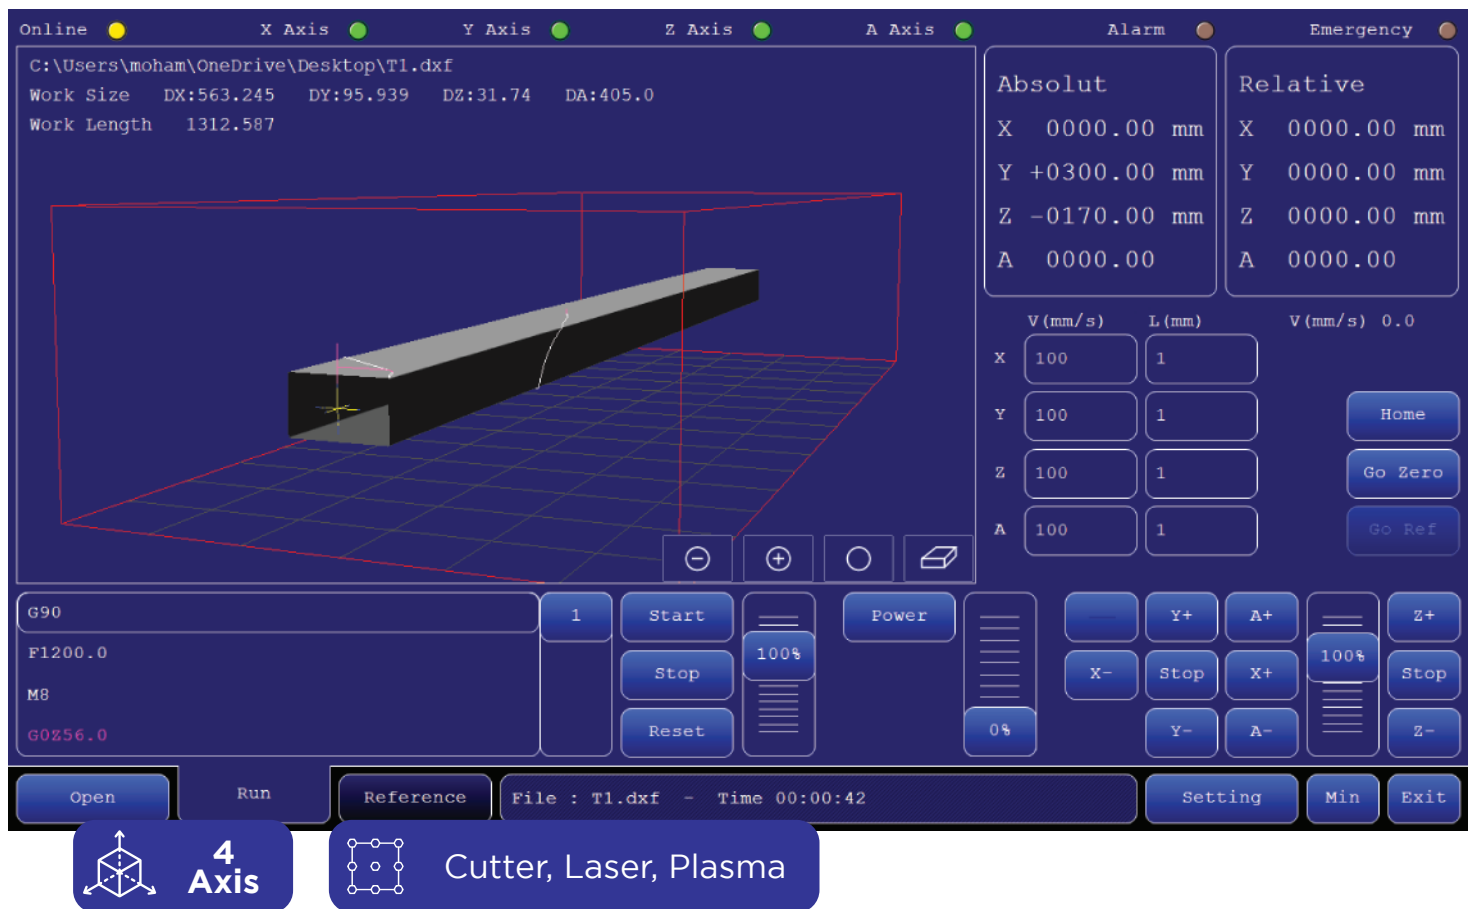 Online X Axis Y Axis Z Axis A Axis Alarm Emergency
C:\Users\moham\OneDrive\Desktop\T1.dxf
Work Size DX:563.245 DY:95.939 DZ:31.74 DA:405.0
Work Length 1312.587
Absolut
X 0000.00 mm
Y +0300.00 mm
Z -0170.00 mm
A 0000.00
Relative
X 0000.00 mm
Y 0000.00 mm
Z 0000.00 mm
A 0000.00
V(mm/s) L(mm) V(mm/s) 0.0
X 100 1
Y 100 1 Home
Z 100 1 Go Zero
A 100 1 Go Ref
G90
F1200.0
M8
G0Z56.0
1
Start
Stop
Reset
100%
Power
0%
Y+ A+
X- Stop X+
Y- A-
100%
Z+
Stop
Z-
Open Run Reference File : T1.dxf - Time 00:00:42 Setting Min Exit
4
Axis
Cutter, Laser, Plasma